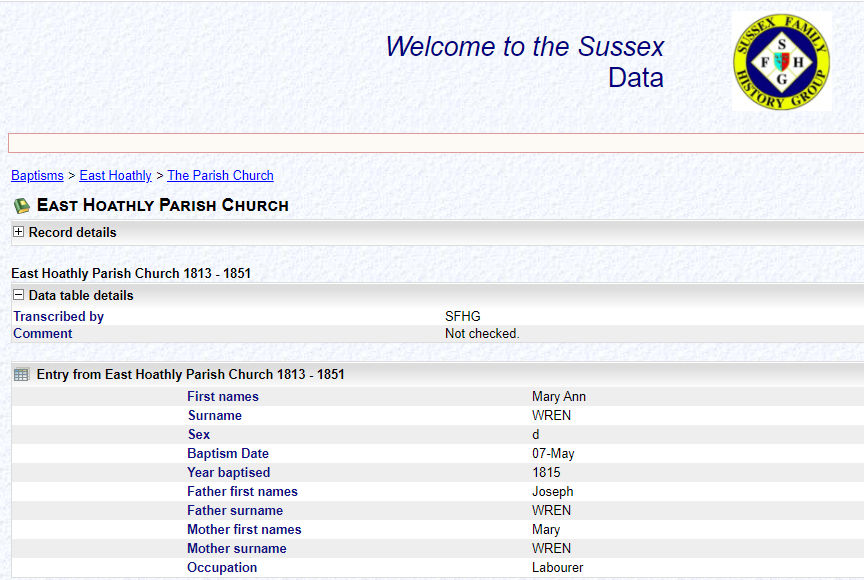 Welcome to the Sussex
Data
SUSSEX FAMILY
S
F H
G
HISTORY GROUP
Baptisms > East Hoathly > The Parish Church
East Hoathly Parish Church
Record details
East Hoathly Parish Church 1813 - 1851
Data table details
Transcribed by SFHG
Comment Not checked.
Entry from East Hoathly Parish Church 1813 - 1851
First names Mary Ann
Surname WREN
Sex d
Baptism Date 07-May
Year baptised 1815
Father first names Joseph
Father surname WREN
Mother first names Mary
Mother surname WREN
Occupation Labourer